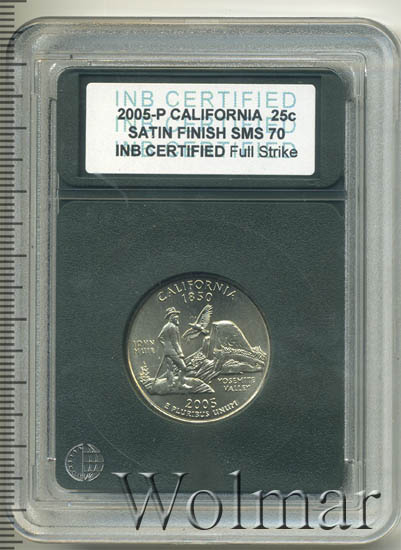 INB CERTIFIED
2005-P CALIFORNIA 25c
SATIN FINISH SMS 70
INB CERTIFIED Full Strike
CALIFORNIA
1850
JOHN
MUIR
YOSEMITE
VALLEY
2005
E PLURIBUS UNUM
Wolmar